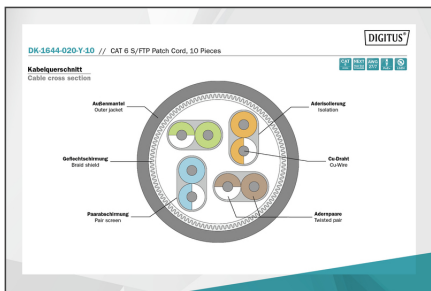 DIGITUS®
DK-1644-020-Y-10 // CAT 6 S/FTP Patch Cord, 10 Pieces
Kabelquerschnitt
Cable cross section
Außenmantel
Outer jacket
Aderisolierung
Isolation
Geflechtschirmung
Braid shield
Cu-Draht
Cu-Wire
Paarabschirmung
Pair screen
Aderpaare
Twisted pair